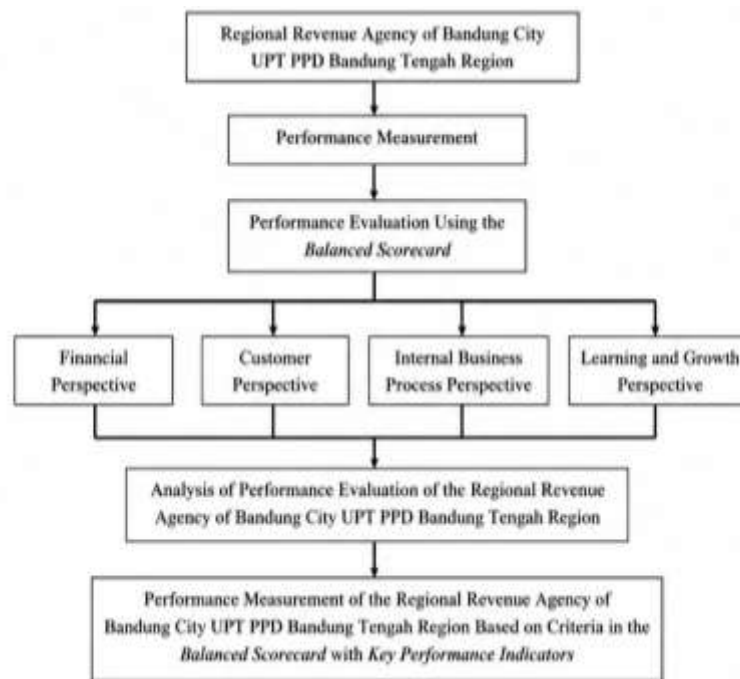 Regional Revenue Agency of Bandung City
UPT PPD Bandung Tengah Region
Performance Measurement
Performance Evaluation Using the
Balanced Scorecard
Financial
Perspective
Customer
Perspective
Internal Business
Process Perspective
Learning and Growth
Perspective
Analysis of Performance Evaluation of the Regional Revenue
Agency of Bandung City UPT PPD Bandung Tengah Region
Performance Measurement of the Regional Revenue Agency of
Bandung City UPT PPD Bandung Tengah Region Based on Criteria in the
Balanced Scorecard with Key Performance Indicators